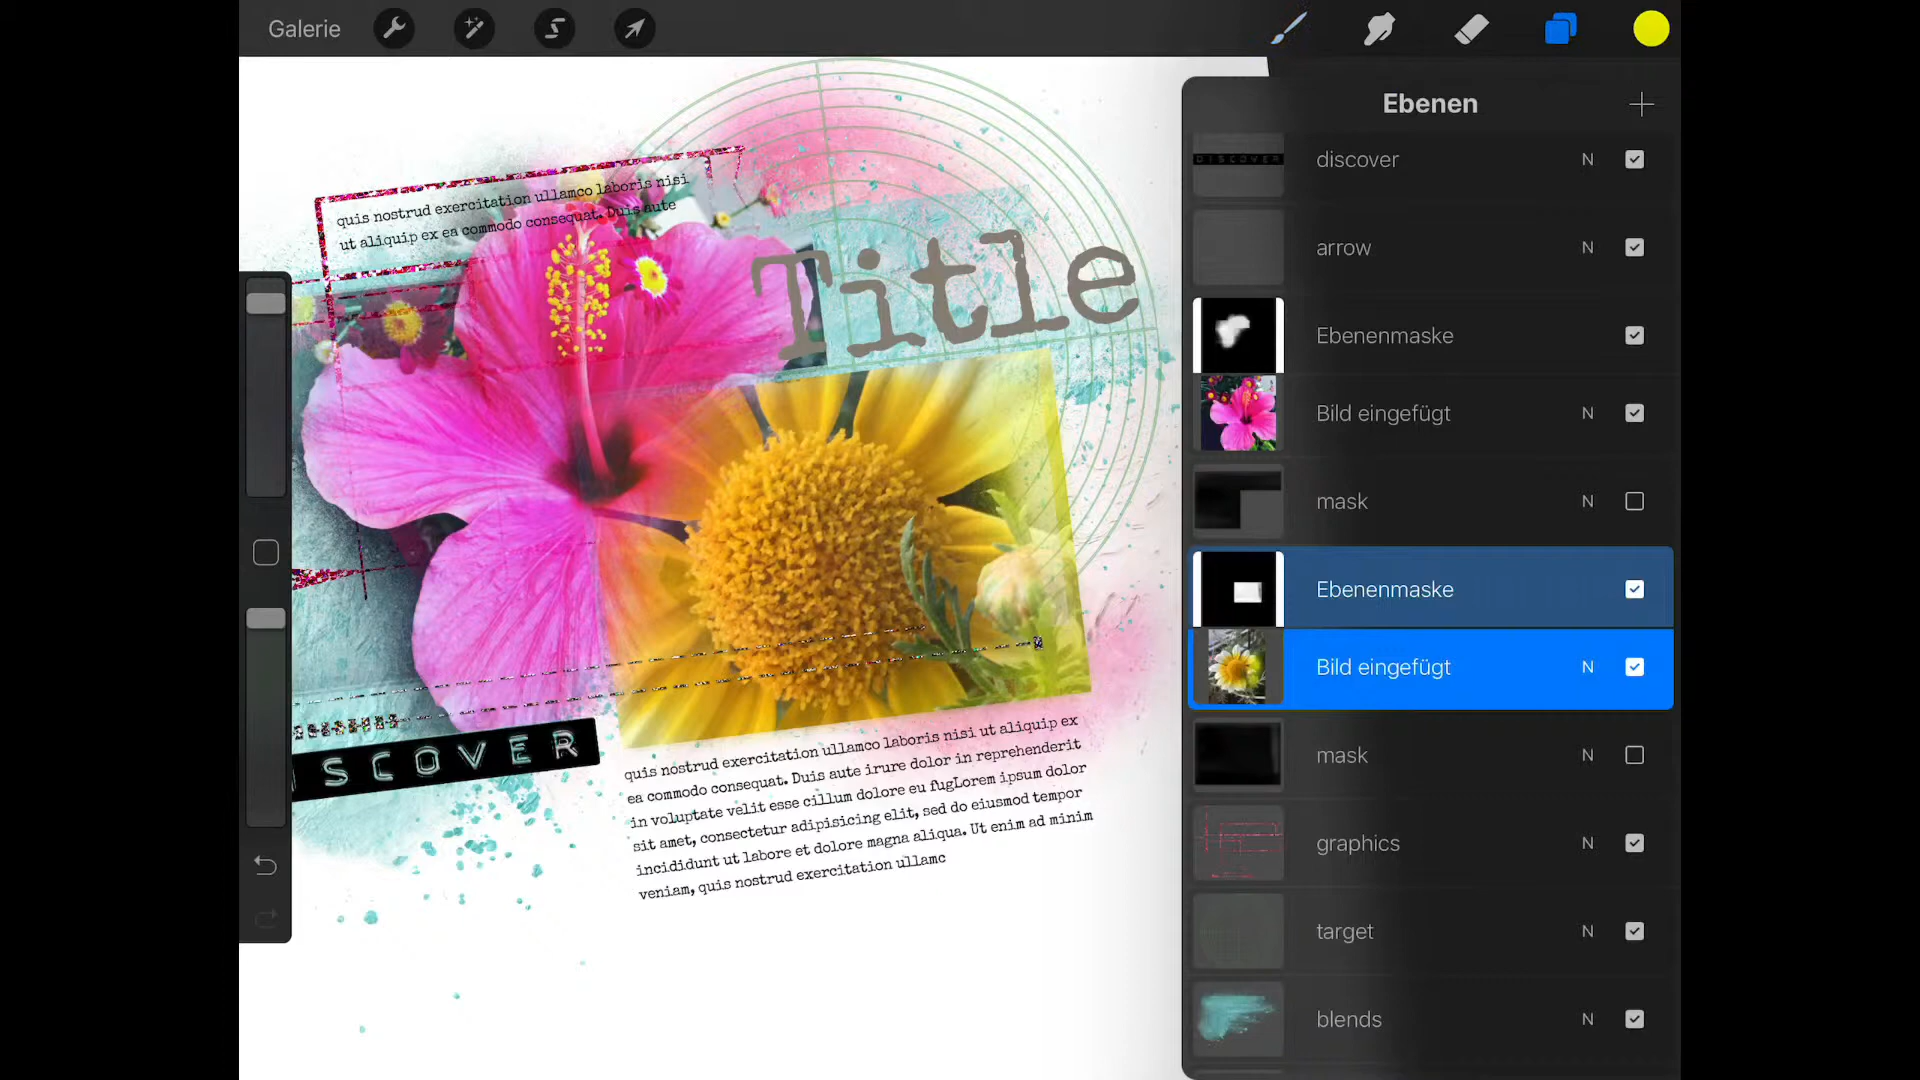 Galerie
Ebenen
discover N
arrow N
Ebenenmaske
Bild eingefügt N
mask N
Ebenenmaske
Bild eingefügt N
mask N
graphics N
target N
blends N
DISCOVER
quis nostrud exercitation ullamco laboris nisi
ut aliquip ex ea commodo consequat. Duis aute
Title
SCOVER
quis nostrud exercitation ullamco laboris nisi ut aliquip ex
ea commodo consequat. Duis aute irure dolor in reprehenderit
in voluptate velit esse cillum dolore eu fugLorem ipsum dolor
sit amet, consectetur adipisicing elit, sed do eiusmod tempor
incididunt ut labore et dolore magna aliqua. Ut enim ad minim
veniam, quis nostrud exercitation ullamc